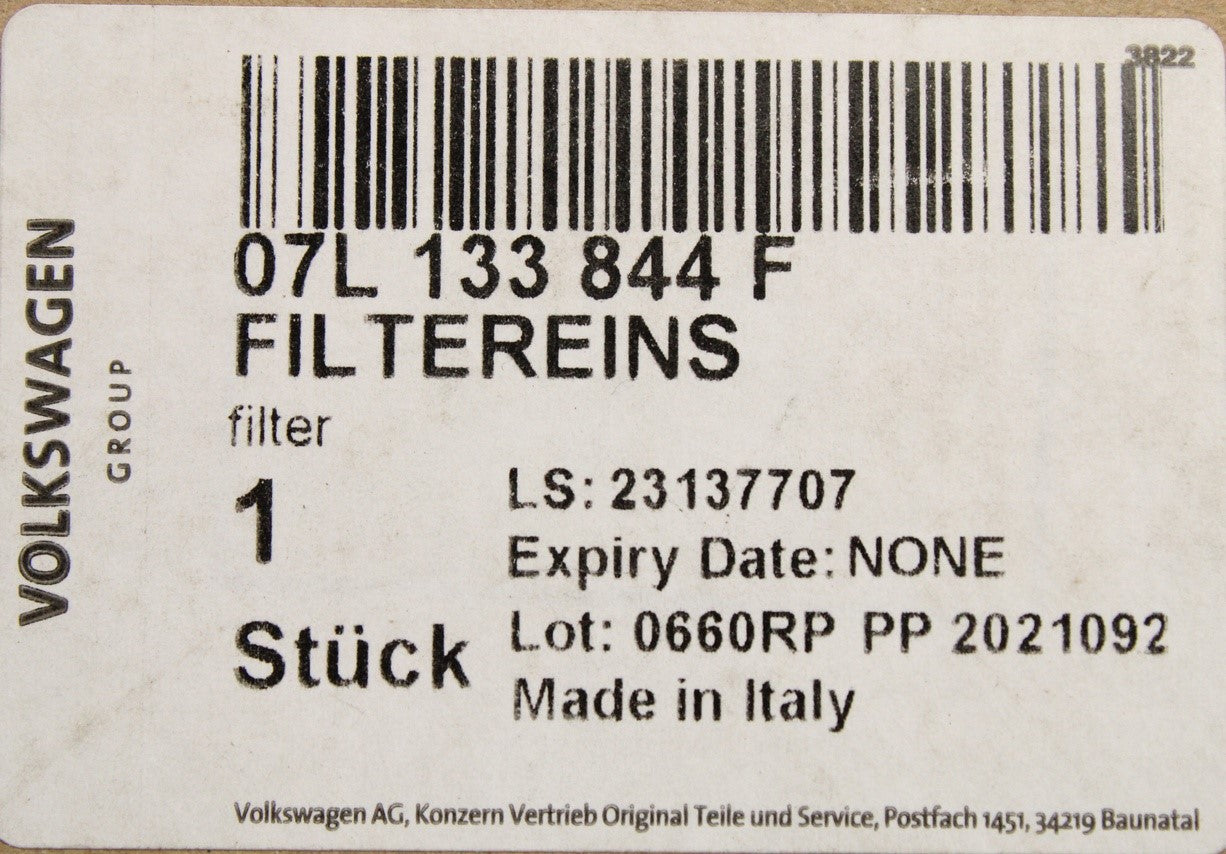 3822
07L 133 844 F
FILTEREINS
filter
1
Stück
LS: 23137707
Expiry Date: NONE
Lot: 0660RP PP 2021092
Made in Italy
VOLKSWAGEN
GROUP
Volkswagen AG, Konzern Vertrieb Original Teile und Service, Postfach 1451, 34219 Baunatal